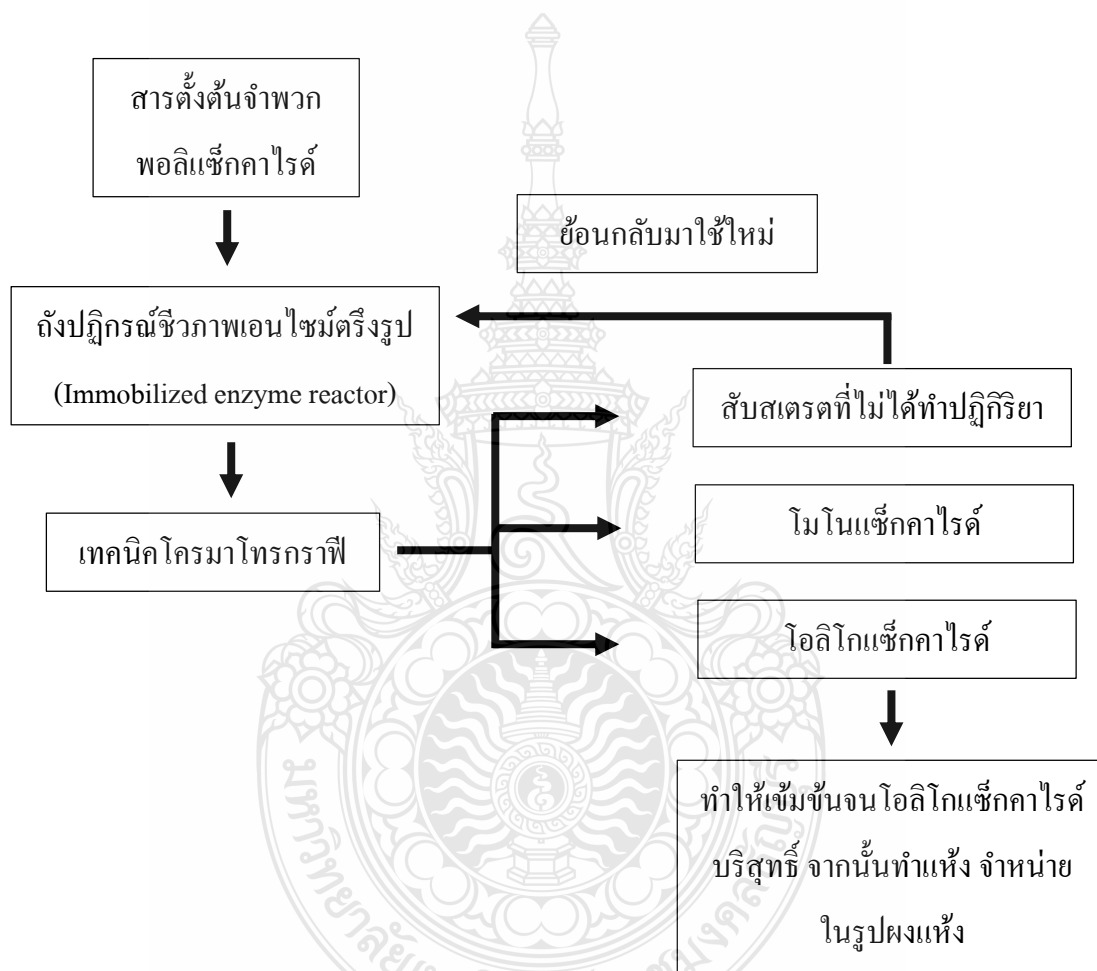 สารตั้งต้นจำพวก
พอลิแซ็กคาไรด์
ย้อนกลับมาใช้ใหม่
ถังปฏิกรณ์ชีวภาพเอนไซม์ตรึงรูป
(Immobilized enzyme reactor)
สับสเตรตที่ไม่ได้ทำปฏิกิริยา
เทคนิคโครมาโทรกราฟี
โมโนแซ็กคาไรด์
โอลิโกแซ็กคาไรด์
ทำให้เข้มข้นจนโอลิโกแซ็กคาไรด์
บริสุทธิ์ จากนั้นทำแห้ง จำหน่าย
ในรูปผงแห้ง